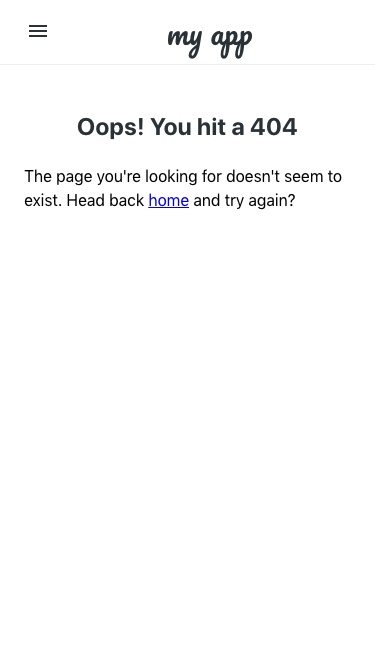 my app
Oops! You hit a 404
The page you're looking for doesn't seem to
exist. Head back home and try again?